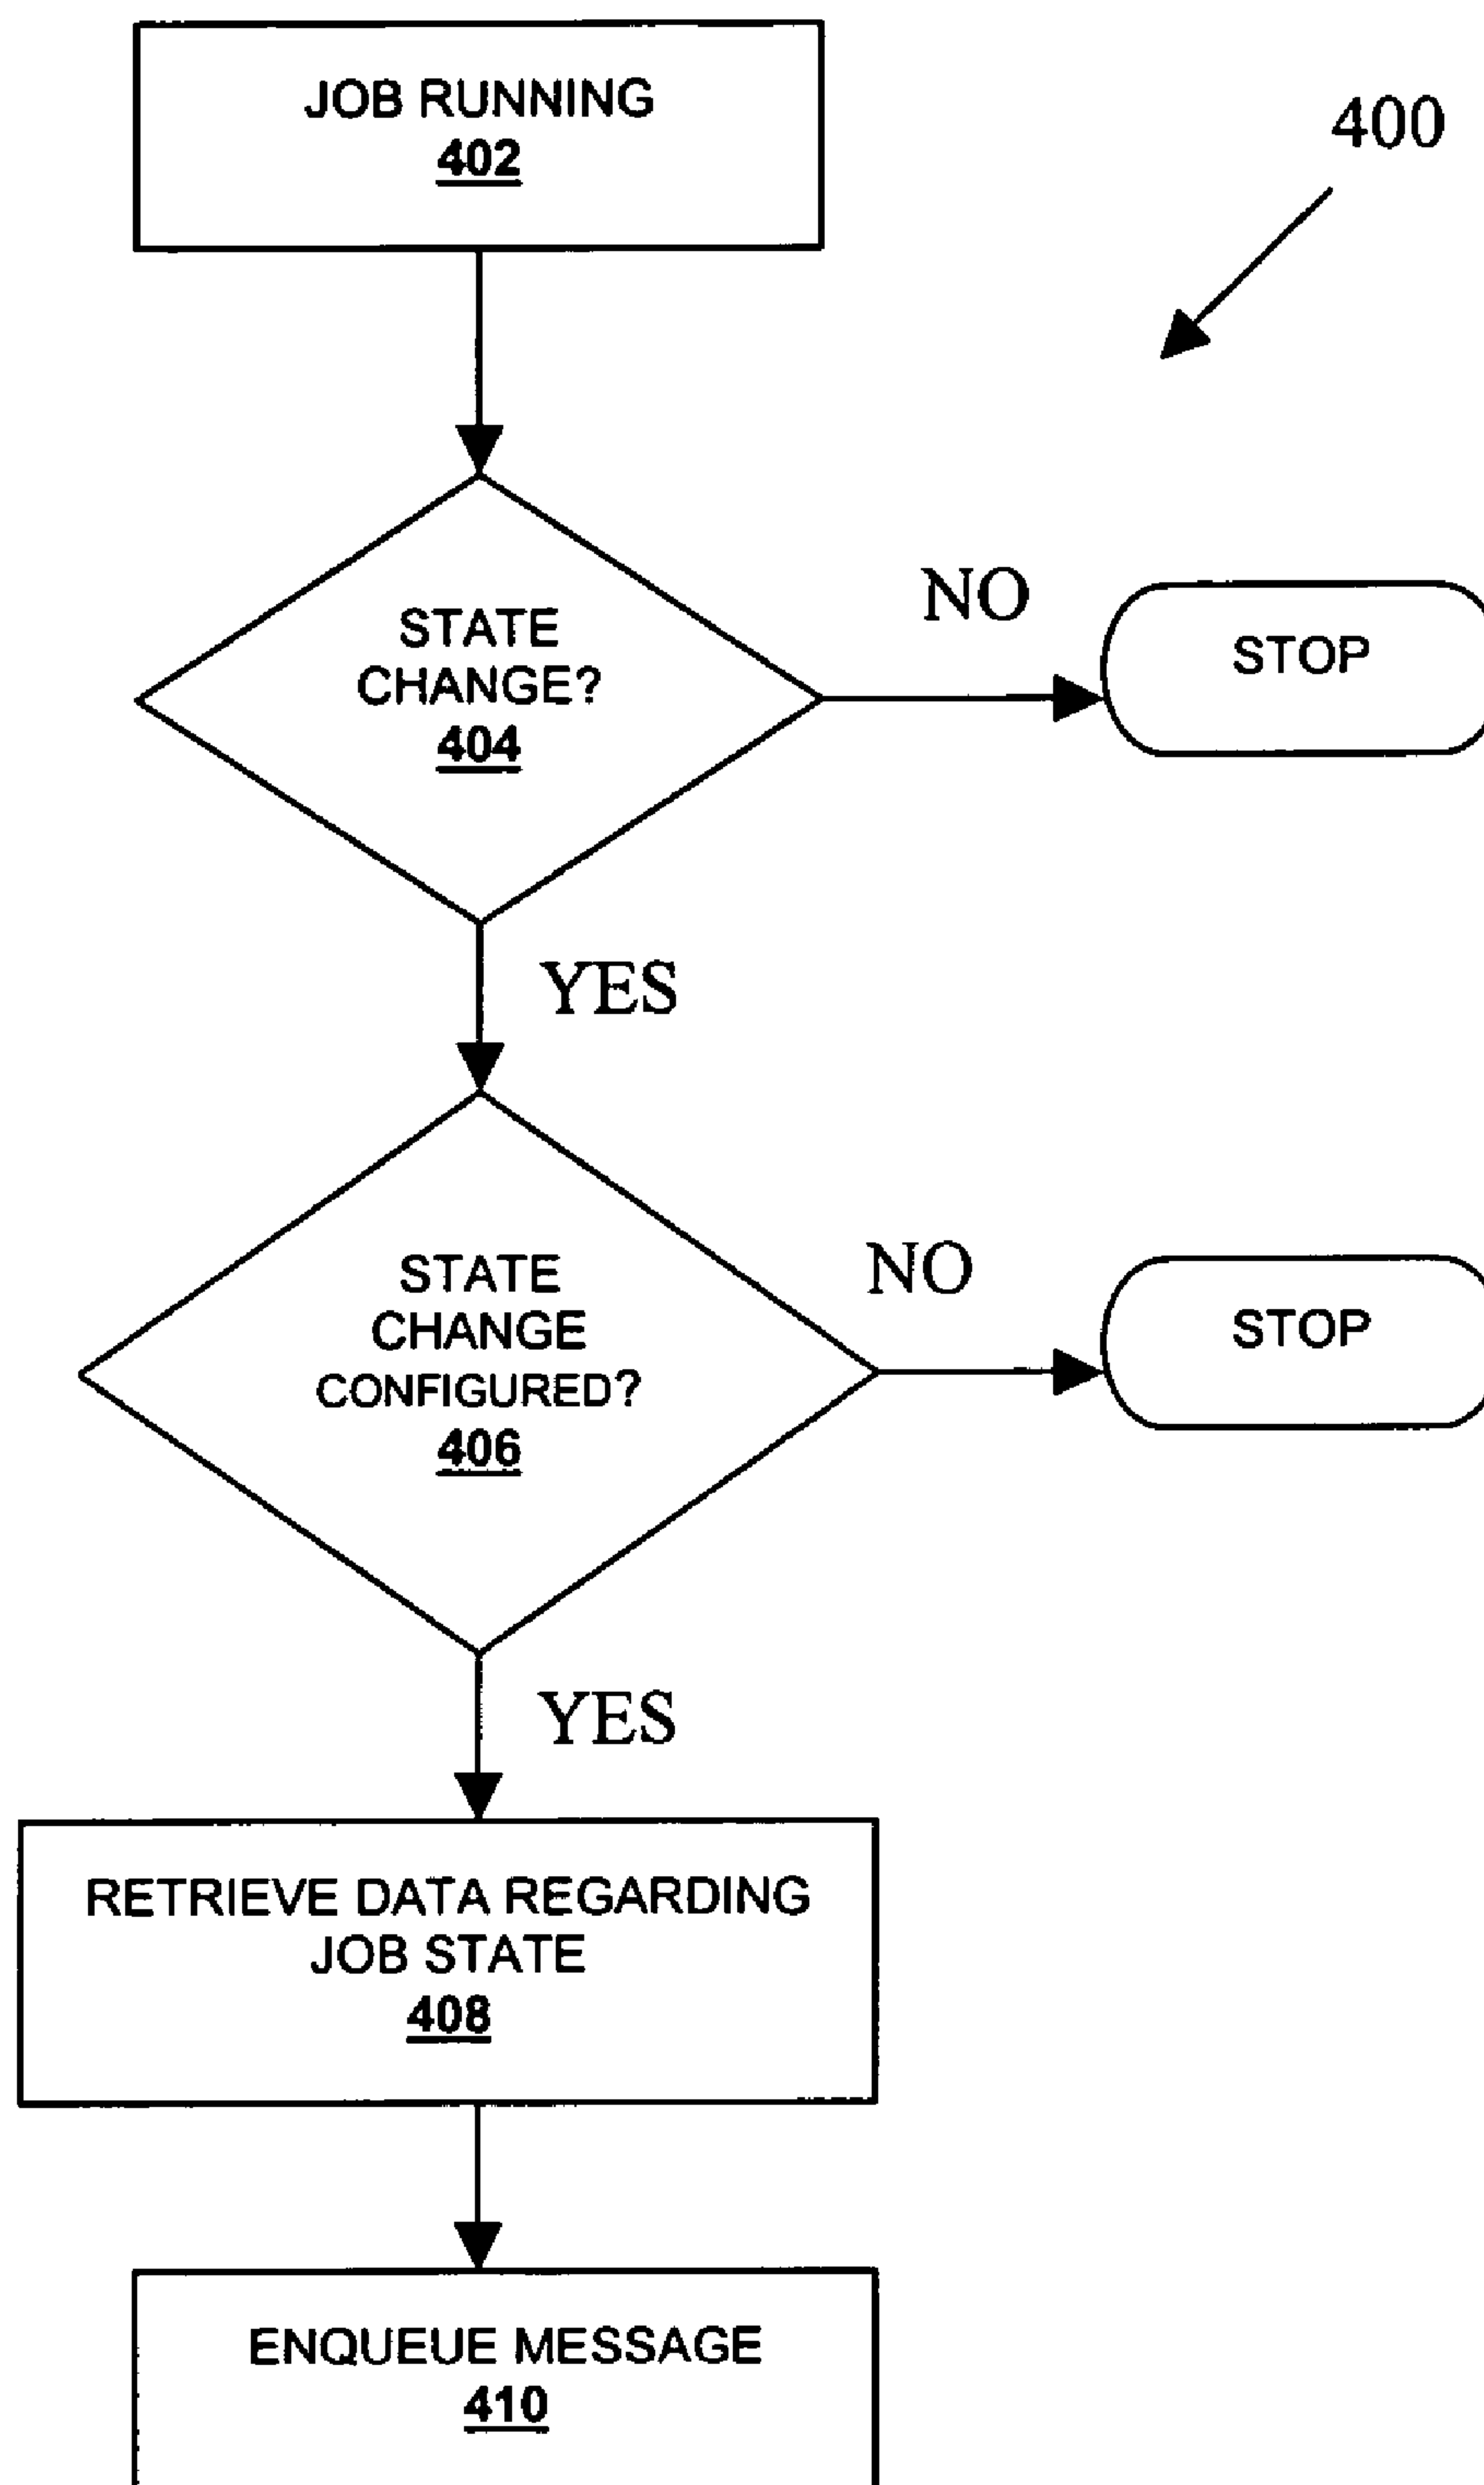 JOB RUNNING
402
400
STATE
CHANGE?
404
NO
STOP
YES
STATE
CHANGE
CONFIGURED?
406
NO
STOP
YES
RETRIEVE DATA REGARDING
JOB STATE
408
ENQUEUE MESSAGE
410